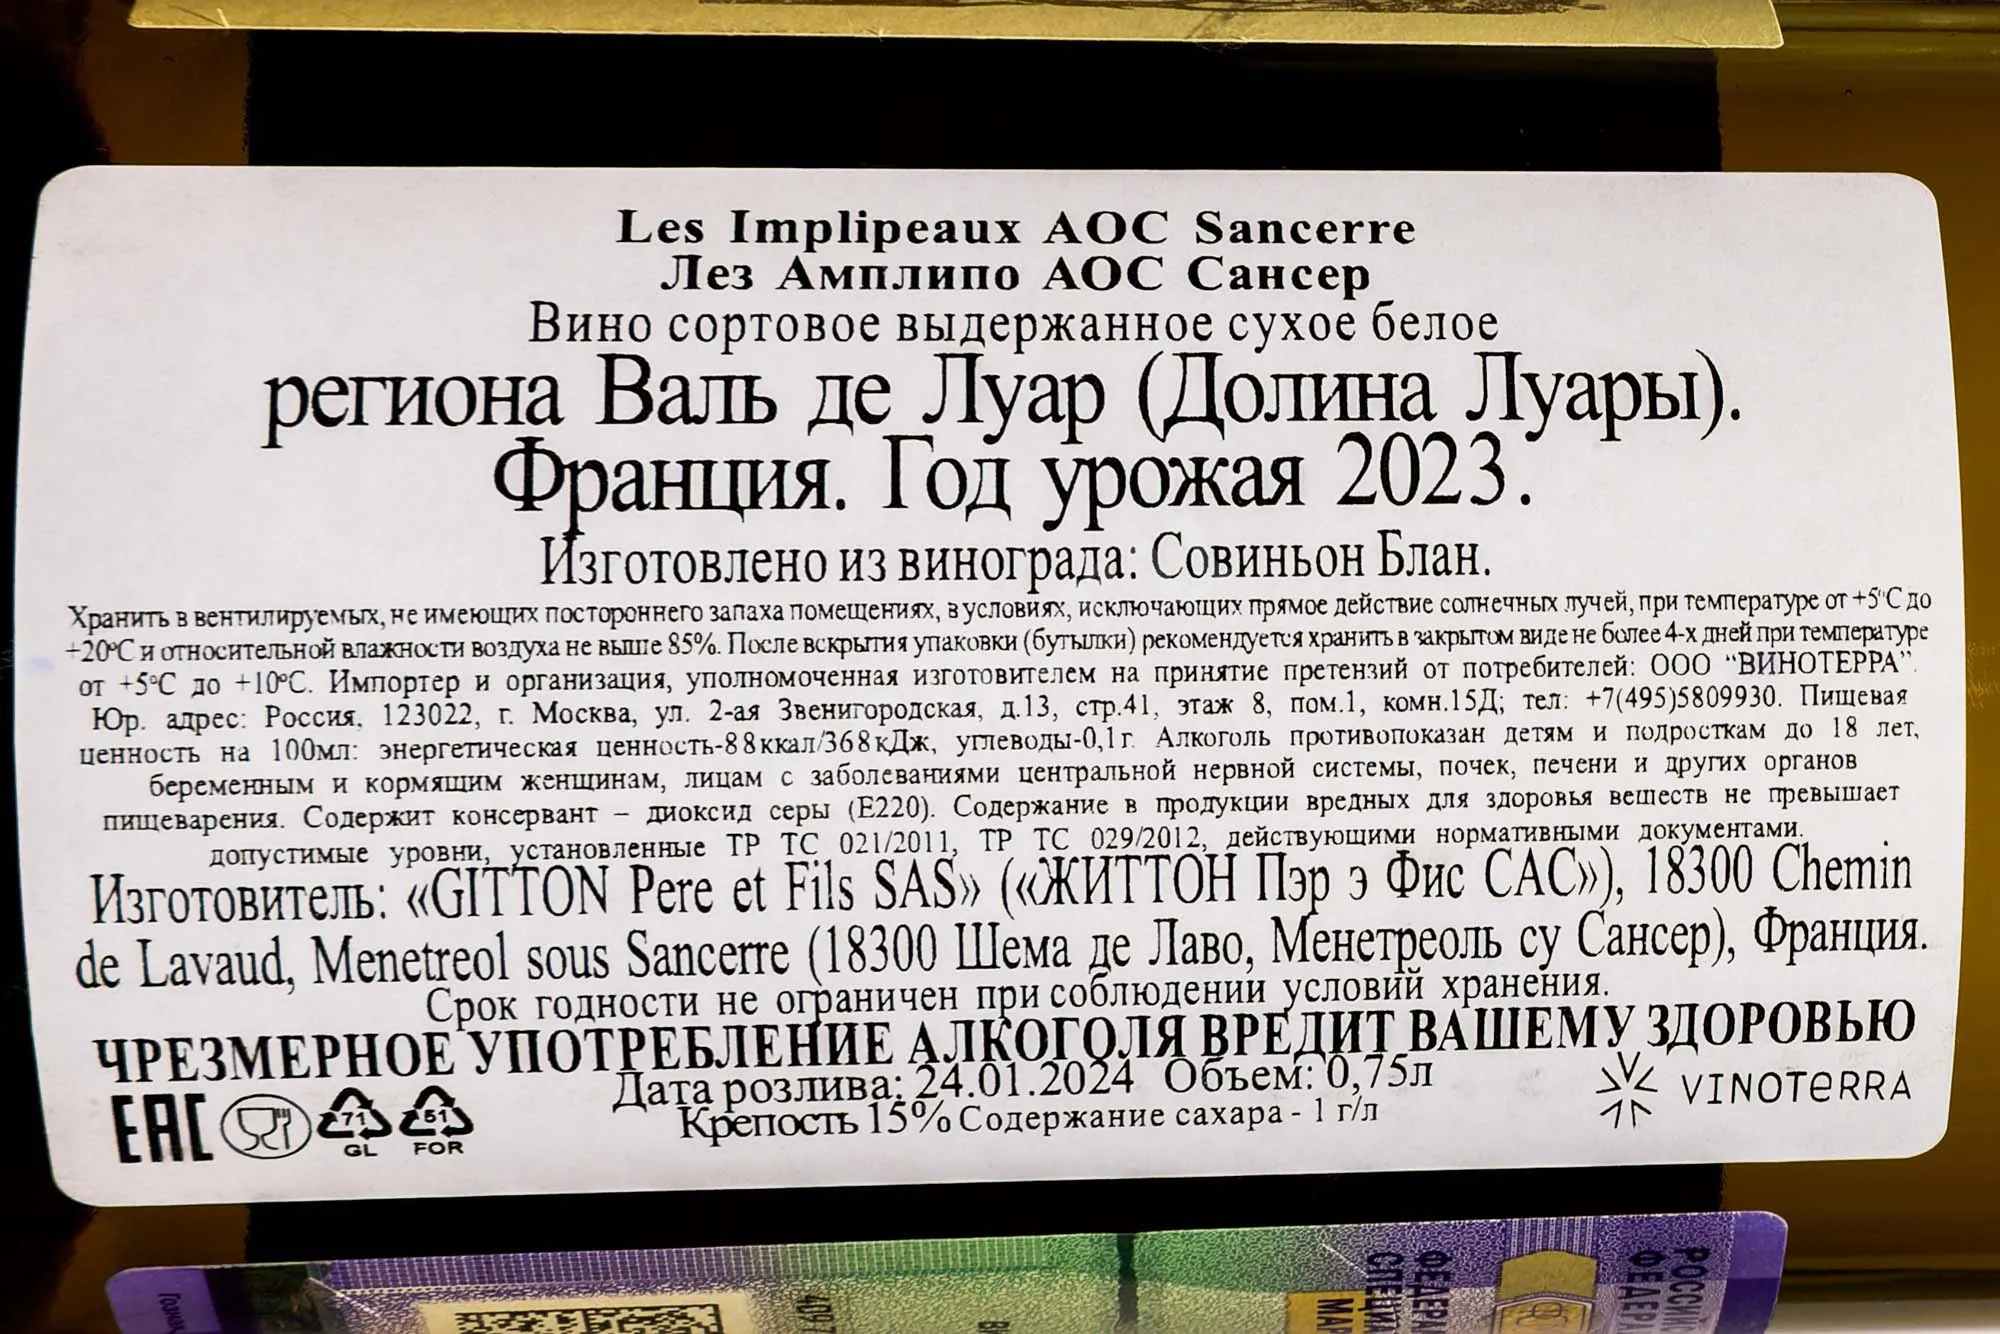 Les Implipeaux AOC Sancerre
Лез Амплипо АОС Сансер
Вино сортовое выдержанное сухое белое
региона Валь де Луар (Долина Луары).
Франция. Год урожая 2023.
Изготовлено из винограда: Совиньон Блан.
Хранить в вентилируемых, не имеющих постороннего запаха помещениях, в условиях, исключающих прямое действие солнечных лучей, при температуре от +5°С до
+20°С и относительной влажности воздуха не выше 85%. После вскрытия упаковки (бутылки) рекомендуется хранить в закрытом виде не более 4-х дней при температуре
от +5°С до +10°С. Импортер и организация, уполномоченная изготовителем на принятие претензий от потребителей: ООО “ВИНОТЕРРА”.
Юр. адрес: Россия, 123022, г. Москва, ул. 2-ая Звенигородская, д.13, стр.41, этаж 8, пом.1, комн.15Д; тел: +7(495)5809930. Пищевая
ценность на 100мл: энергетическая ценность-88ккал/368кДж, углеводы-0,1г. Алкоголь противопоказан детям и подросткам до 18 лет,
беременным и кормящим женщинам, лицам с заболеваниями центральной нервной системы, почек, печени и других органов
пищеварения. Содержит консервант – диоксид серы (Е220). Содержание в продукции вредных для здоровья веществ не превышает
допустимые уровни, установленные ТР ТС 021/2011, ТР ТС 029/2012, действующими нормативными документами.
Изготовитель: «GITTON Pere et Fils SAS» («ЖИТТОН Пэр э Фис САС»), 18300 Chemin
de Lavaud, Menetreol sous Sancerre (18300 Шема де Лаво, Менетреоль су Сансер), Франция.
Срок годности не ограничен при соблюдении условий хранения.
ЧРЕЗМЕРНОЕ УПОТРЕБЛЕНИЕ АЛКОГОЛЯ ВРЕДИТ ВАШЕМУ ЗДОРОВЬЮ
Дата розлива: 24.01.2024 Объем: 0,75л
Крепость 15% Содержание сахара - 1 г/л
EAC
71
GL
51
FOR
VINOTeRRA